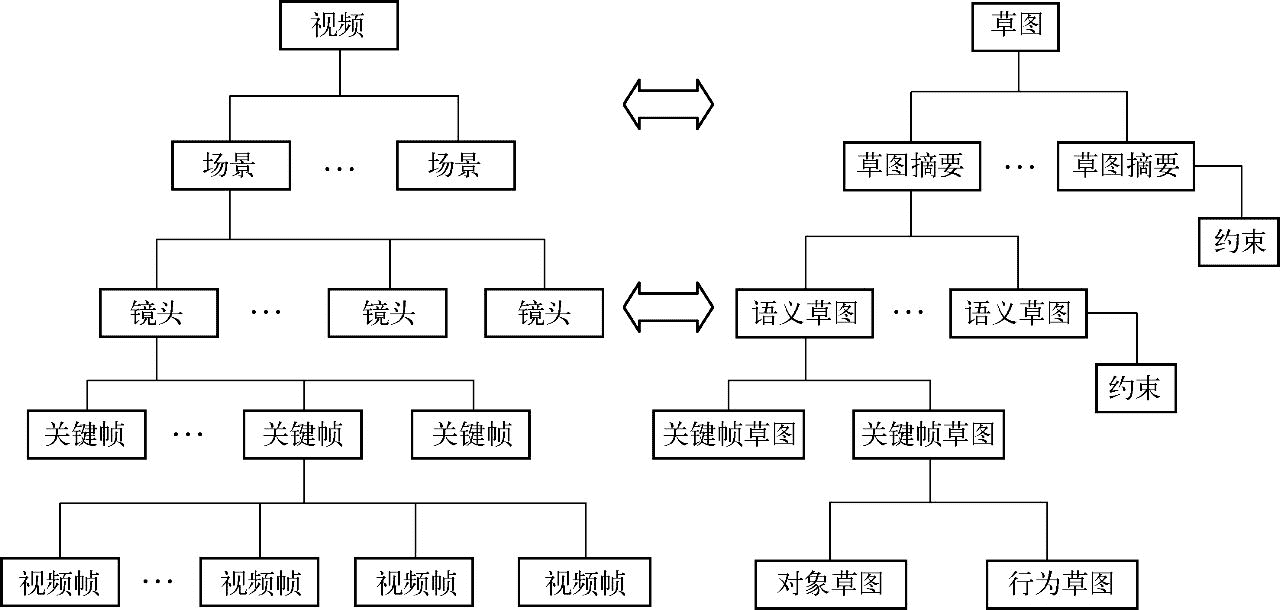 视频
草图
场景
…
场景
草图摘要
…
草图摘要
约束
镜头
…
镜头
镜头
语义草图
…
语义草图
约束
关键帧
…
关键帧
关键帧
关键帧草图
关键帧草图
视频帧
…
视频帧
视频帧
视频帧
对象草图
行为草图